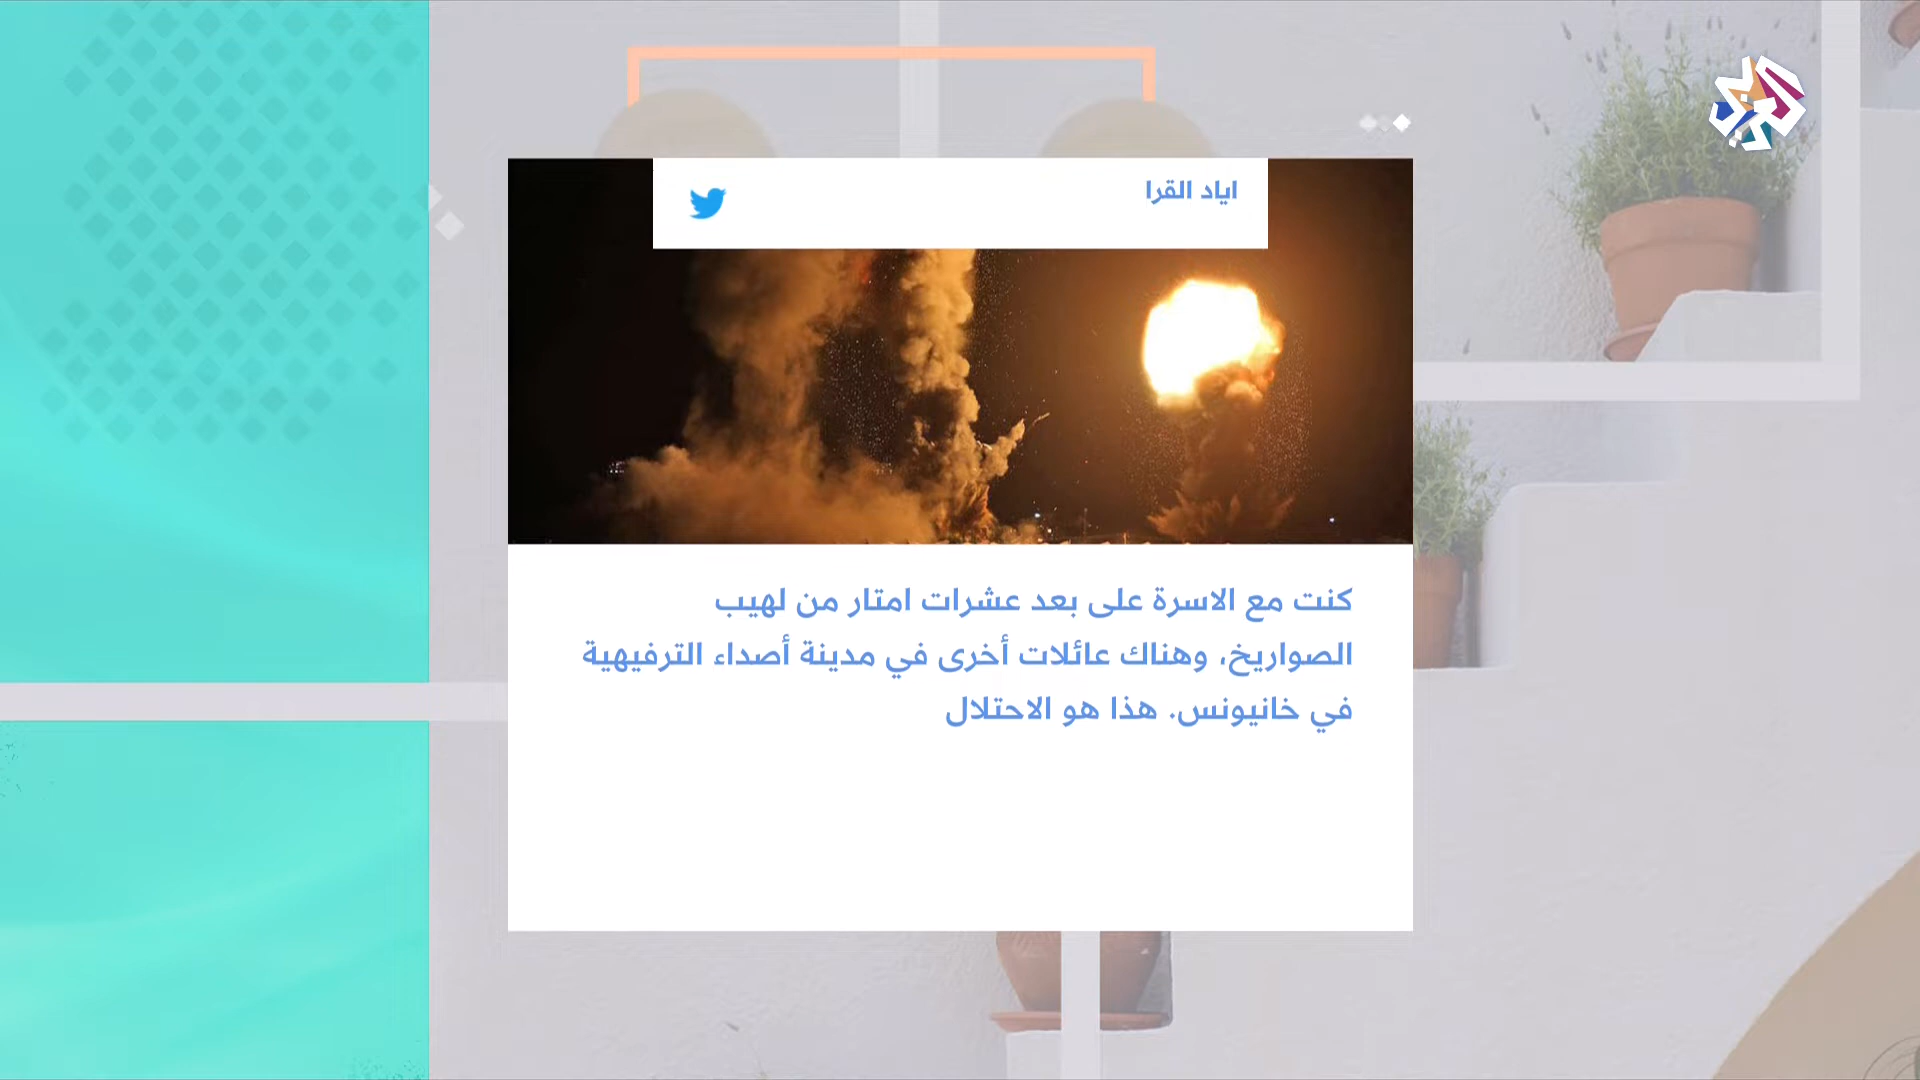 اياد القرا
كنت مع الاسرة على بعد عشرات امتار من لهيب
الصواريخ، وهناك عائلات أخرى في مدينة أصداء الترفيهية
في خانيونس. هذا هو الاحتلال